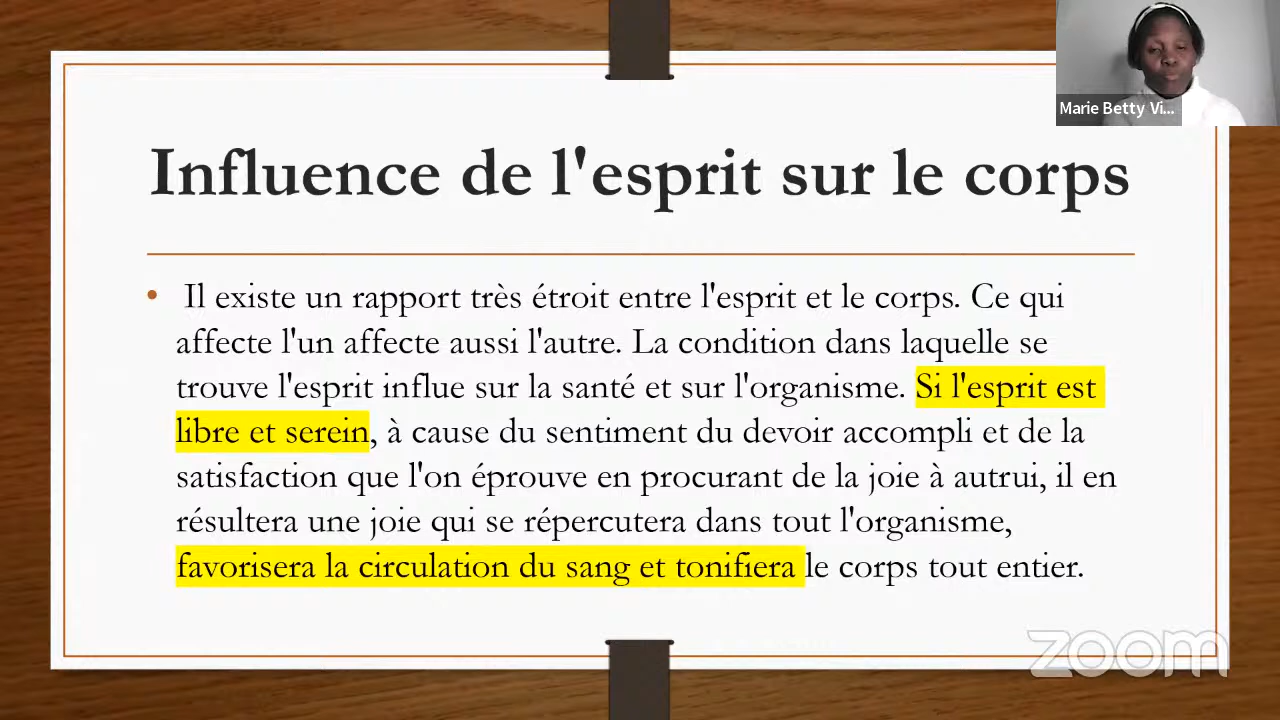 Marie Betty Vi...
Influence de l'esprit sur le corps
• Il existe un rapport très étroit entre l'esprit et le corps. Ce qui
affecte l'un affecte aussi l'autre. La condition dans laquelle se
trouve l'esprit influe sur la santé et sur l'organisme. Si l'esprit est
libre et serein, à cause du sentiment du devoir accompli et de la
satisfaction que l'on éprouve en procurant de la joie à autrui, il en
résultera une joie qui se répercutera dans tout l'organisme,
favorisera la circulation du sang et tonifiera le corps tout entier.
zoom